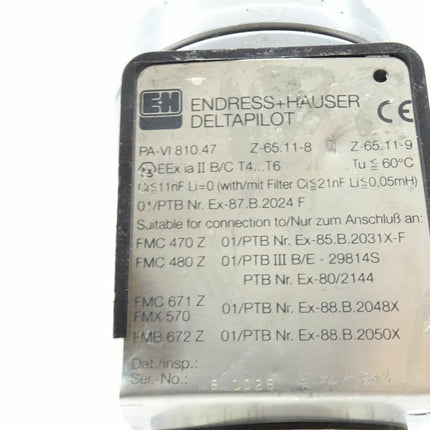 EH ENDRESS+HAUSER
DELTAPILOT CE
PA-VI 810.47 Z-65.11-8 Z-65.11-9
Ex EEx ia II B/C T4...T6 Tu ≦ 60°C
Ci≦11nF Li=0 (with/mit Filter Ci≦21nF Li≦0,05mH)
01/PTB Nr. Ex-87.B.2024 F
Suitable for connection to/Nur zum Anschluß an:
FMC 470 Z 01/PTB Nr. Ex-85.B.2031X-F
FMC 480 Z 01/PTB III B/E - 29814S
PTB Nr. Ex-80/2144
FMC 671 Z
FMX 570 01/PTB Nr. Ex-88.B.2048X
FMB 672 Z 01/PTB Nr. Ex-88.B.2050X
Dat./insp.:
Ser.-No.: